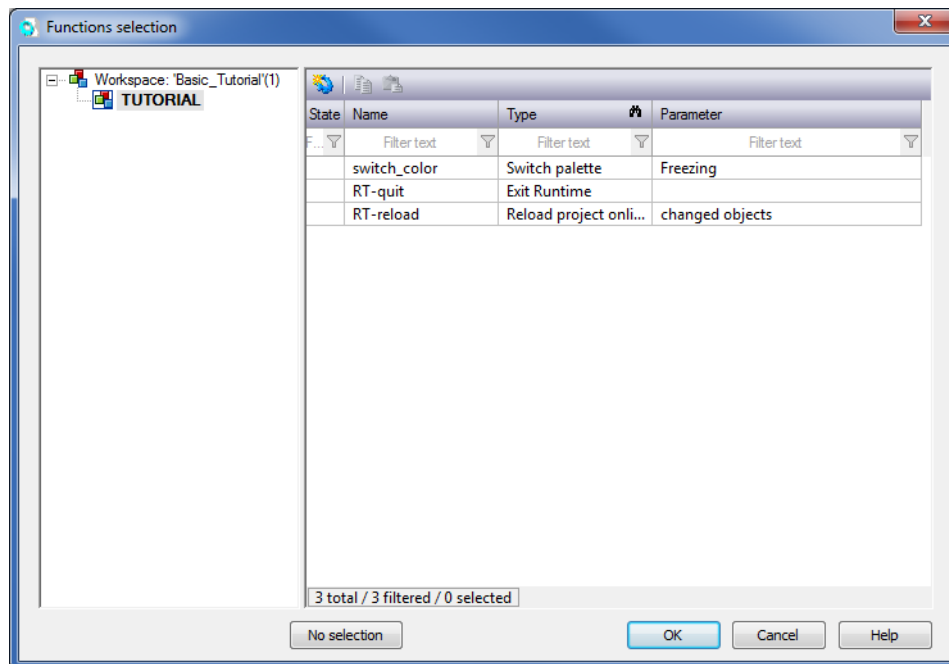 Functions selection
Workspace: 'Basic_Tutorial'(1)
TUTORIAL
State Name Type Parameter
F... Filter text Filter text Filter text
switch_color Switch palette Freezing
RT-quit Exit Runtime
RT-reload Reload project onli... changed objects
3 total / 3 filtered / 0 selected
No selection OK Cancel Help